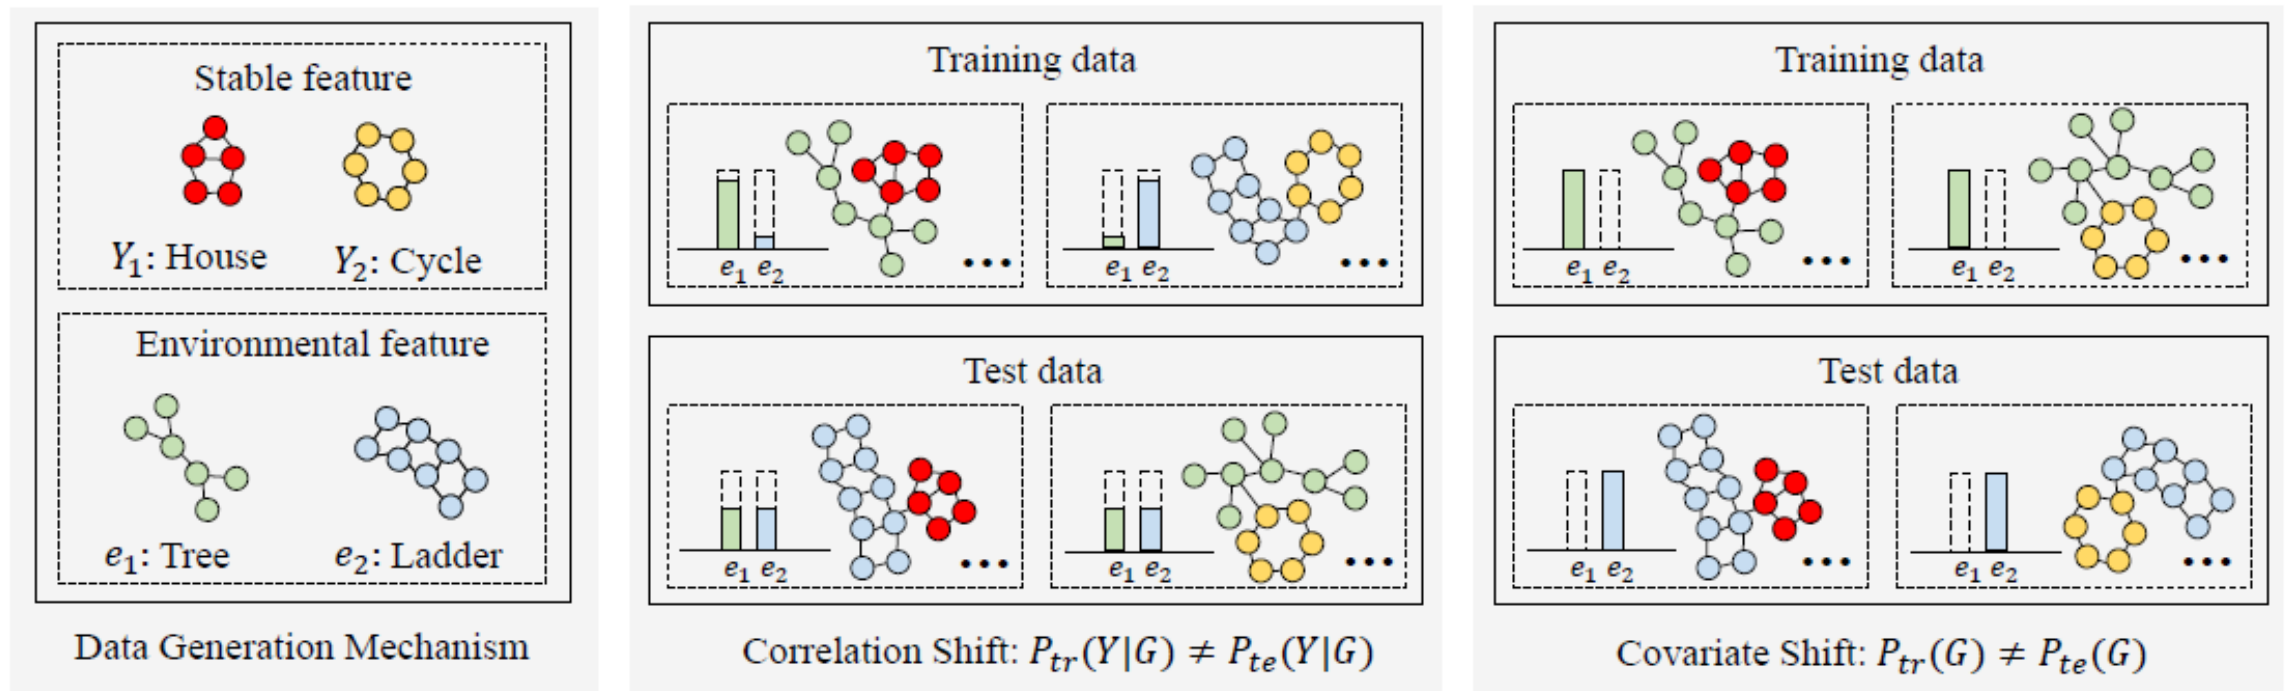 Stable feature
Y₁: House
Y₂: Cycle
Environmental feature
e₁: Tree
e₂: Ladder
Data Generation Mechanism
Training data
e₁ e₂
•••
e₁ e₂
•••
Test data
e₁ e₂
•••
e₁ e₂
•••
Correlation Shift: Pₜᵣ(Y|G) ≠ Pₜₑ(Y|G)
Training data
e₁ e₂
•••
e₁ e₂
•••
Test data
e₁ e₂
•••
e₁ e₂
•••
Covariate Shift: Pₜᵣ(G) ≠ Pₜₑ(G)